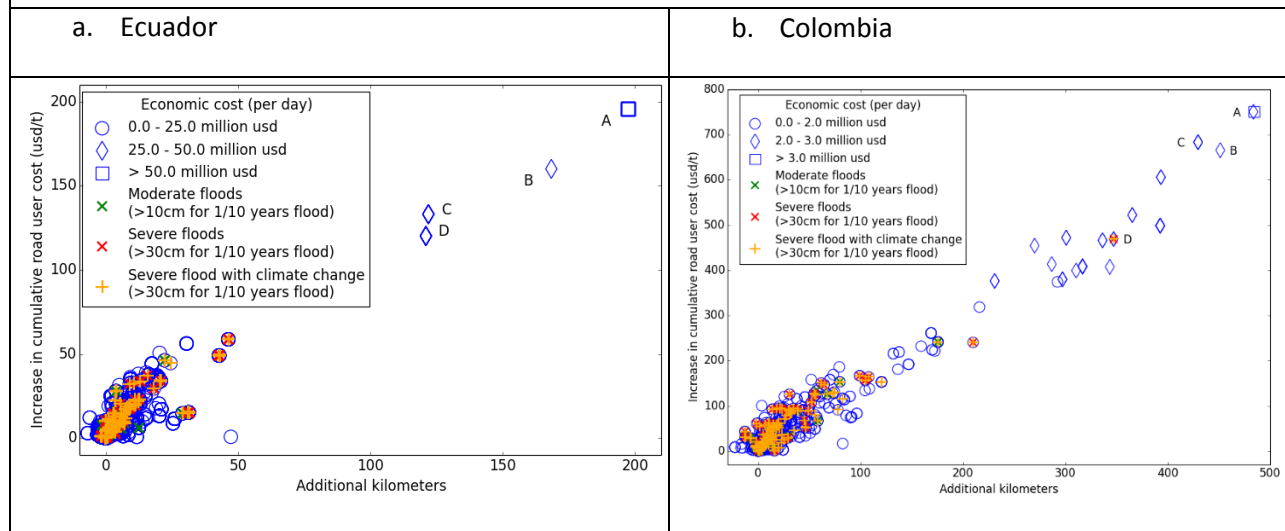 a. Ecuador
b. Colombia
Increase in cumulative road user cost (usd/t)
200
150
100
50
0
Economic cost (per day)
0.0 - 25.0 million usd
25.0 - 50.0 million usd
> 50.0 million usd
Moderate floods
(>10cm for 1/10 years flood)
Severe floods
(>30cm for 1/10 years flood)
Severe flood with climate change
(>30cm for 1/10 years flood)
A
B
C
D
0 50 100 150 200
Additional kilometers
Increase in cumulative road user cost (usd/t)
800
700
600
500
400
300
200
100
0
Economic cost (per day)
0.0 - 2.0 million usd
2.0 - 3.0 million usd
> 3.0 million usd
Moderate floods
(>10cm for 1/10 years flood)
Severe floods
(>30cm for 1/10 years flood)
Severe flood with climate change
(>30cm for 1/10 years flood)
A
C
B
D
0 100 200 300 400 500
Additional kilometers